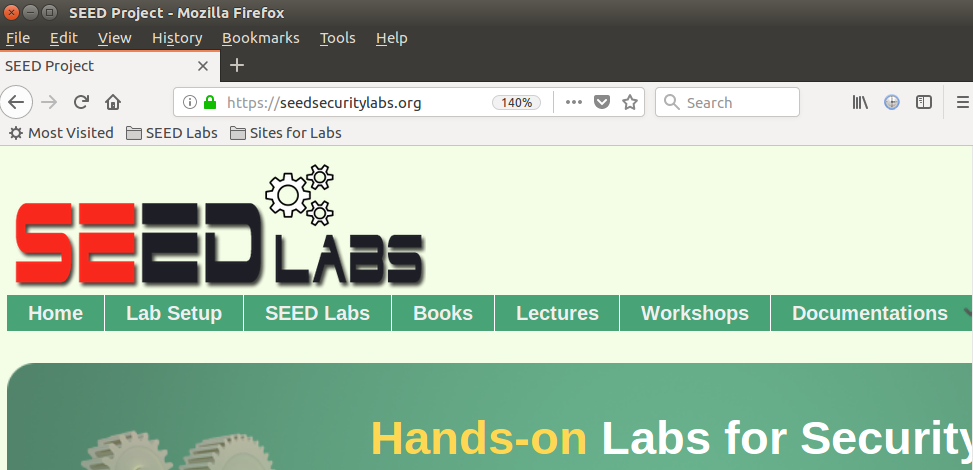 SEED Project - Mozilla Firefox
File Edit View History Bookmarks Tools Help
SEED Project
https://seedsecuritylabs.org 140% Search
Most Visited SEED Labs Sites for Labs
SEED LABS
Home Lab Setup SEED Labs Books Lectures Workshops Documentations
Hands-on Labs for Security